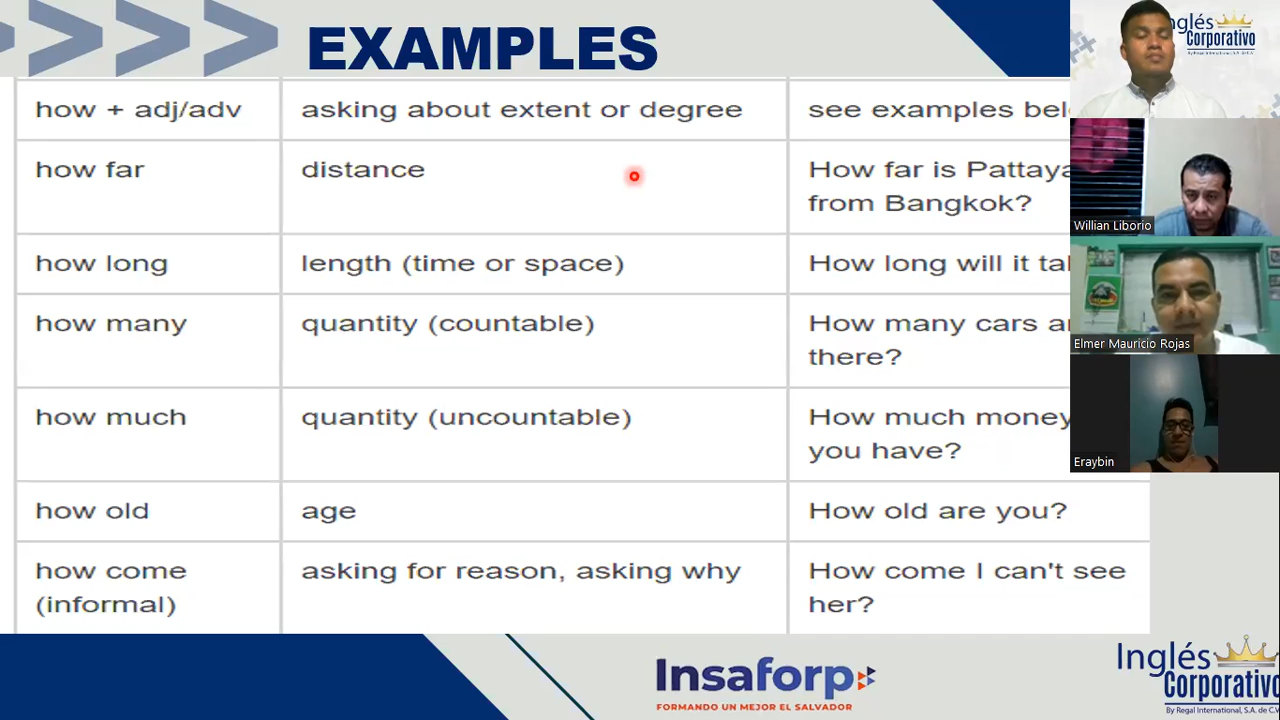 EXAMPLES
how + adj/adv
asking about extent or degree
see examples
how far
distance
How far is
from Bangkok?
how long
length (time or space)
How long will it
how many
quantity (countable)
How many cars
there?
how much
quantity (uncountable)
How much money
you have?
how old
age
How old are you?
how come
(informal)
asking for reason, asking why
How come I can't see
her?
Insaforp
FORMANDO UN MEJOR EL SALVADOR
Inglés
Corporativo
By Regal International, S.A. de C.V.
Inglés
Corporativo
By Regal International, S.A. de C.V.
Willian Liborio
Elmer Mauricio Rojas
Eraybin